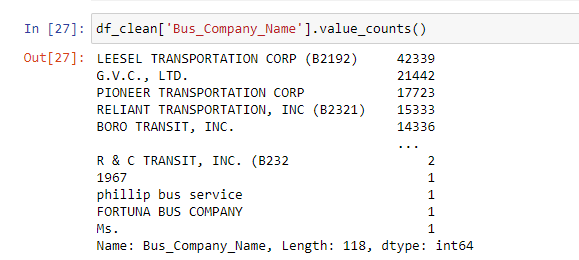 In [27]: df_clean['Bus_Company_Name'].value_counts()
Out[27]: LEESEL TRANSPORTATION CORP (B2192) 42339
G.V.C., LTD. 21442
PIONEER TRANSPORTATION CORP 17723
RELIANT TRANSPORTATION, INC (B2321) 15333
BORO TRANSIT, INC. 14336
...
R & C TRANSIT, INC. (B232 2
1967 1
phillip bus service 1
FORTUNA BUS COMPANY 1
Ms. 1
Name: Bus_Company_Name, Length: 118, dtype: int64